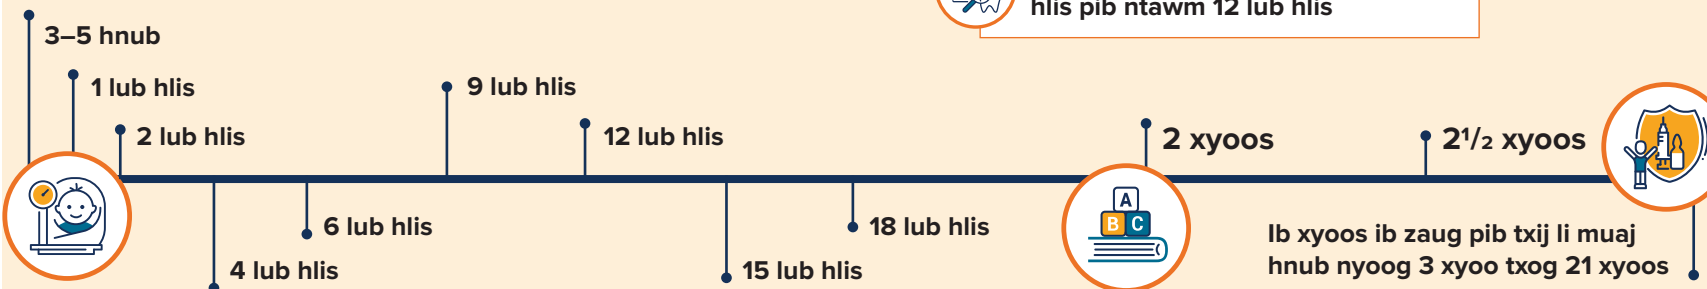 hlis pib ntawm 12 lub hlis
3–5 hnub
1 lub hlis
2 lub hlis
4 lub hlis
6 lub hlis
9 lub hlis
12 lub hlis
15 lub hlis
18 lub hlis
A
B C
2 xyoos
2¹/₂ xyoos
Ib xyoos ib zaug pib txij li muaj
hnub nyoog 3 xyoo txog 21 xyoos